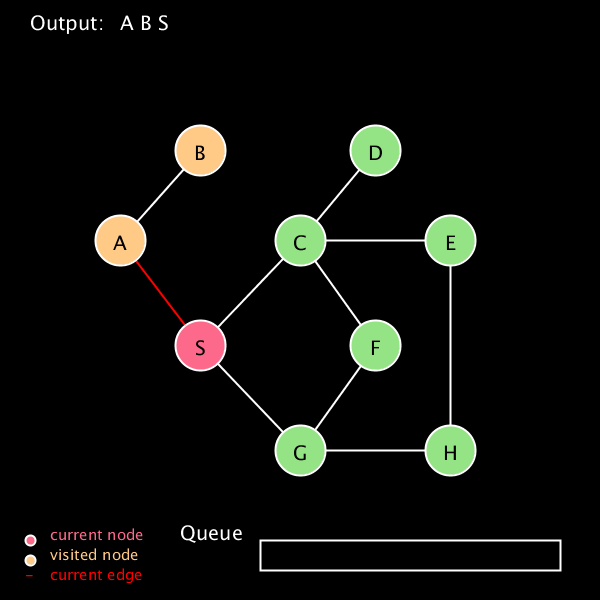 Output: A B S
B
D
A
C
E
S
F
G
H
Queue
current node
visited node
current edge